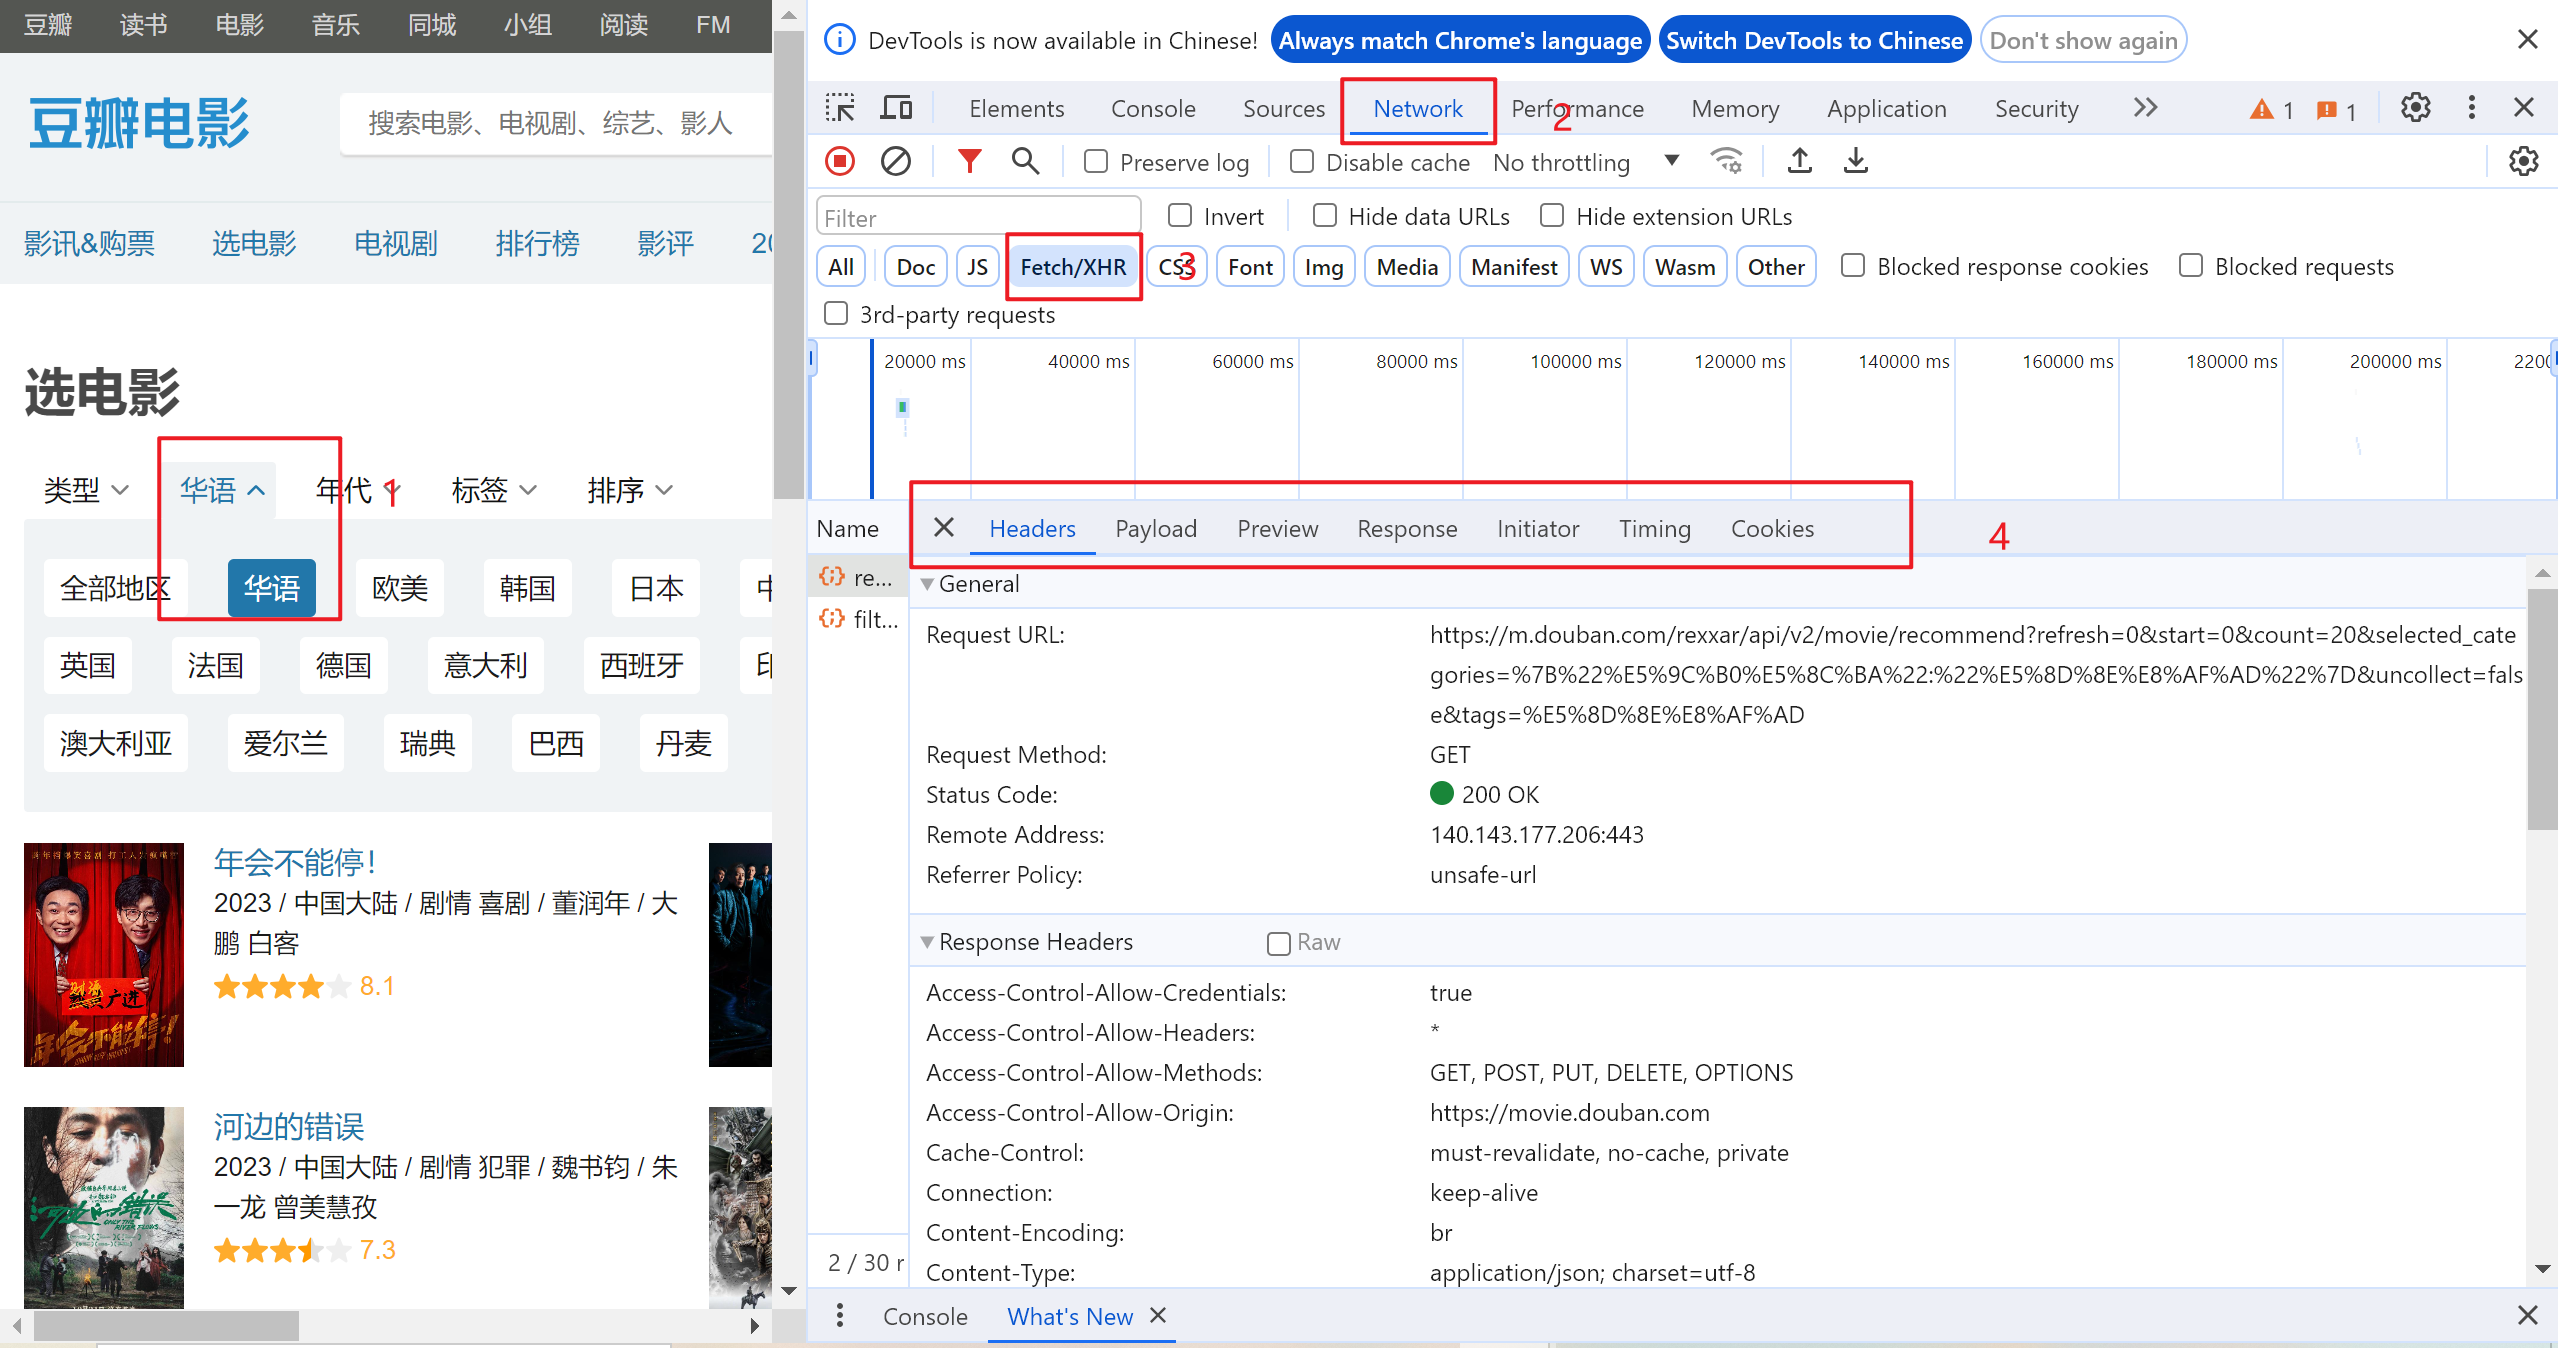 豆瓣 读书 电影 音乐 同城 小组 阅读 FM
豆瓣电影
搜索电影、电视剧、综艺、影人
影讯&购票 选电影 电视剧 排行榜 影评
选电影
类型 华语 年代 标签 排序
1
全部地区 华语 欧美 韩国 日本
英国 法国 德国 意大利 西班牙
澳大利亚 爱尔兰 瑞典 巴西 丹麦
年会不能停！
2023 / 中国大陆 / 剧情 喜剧 / 董润年 / 大
鹏 白客
8.1
年会不能停!
河边的错误
2023 / 中国大陆 / 剧情 犯罪 / 魏书钧 / 朱
一龙 曾美慧孜
7.3
DevTools is now available in Chinese! Always match Chrome's language Switch DevTools to Chinese Don't show again
Elements Console Sources Network Performance Memory Application Security 1 1
2
Preserve log Disable cache No throttling
Filter Invert Hide data URLs Hide extension URLs
All Doc JS Fetch/XHR CSS Font Img Media Manifest WS Wasm Other Blocked response cookies Blocked requests
3
3rd-party requests
20000 ms 40000 ms 60000 ms 80000 ms 100000 ms 120000 ms 140000 ms 160000 ms 180000 ms 200000 ms 2200
Name Headers Payload Preview Response Initiator Timing Cookies
4
re...
filt...
General
Request URL: https://m.douban.com/rexxar/api/v2/movie/recommend?refresh=0&start=0&count=20&selected_cate
gories=%7B%22%E5%9C%B0%E5%8C%BA%22:%22%E5%8D%8E%E8%AF%AD%22%7D&uncollect=fals
e&tags=%E5%8D%8E%E8%AF%AD
Request Method: GET
Status Code: 200 OK
Remote Address: 140.143.177.206:443
Referrer Policy: unsafe-url
Response Headers Raw
Access-Control-Allow-Credentials: true
Access-Control-Allow-Headers: *
Access-Control-Allow-Methods: GET, POST, PUT, DELETE, OPTIONS
Access-Control-Allow-Origin: https://movie.douban.com
Cache-Control: must-revalidate, no-cache, private
Connection: keep-alive
Content-Encoding: br
Content-Type: application/json; charset=utf-8
2 / 30 r
Console What's New